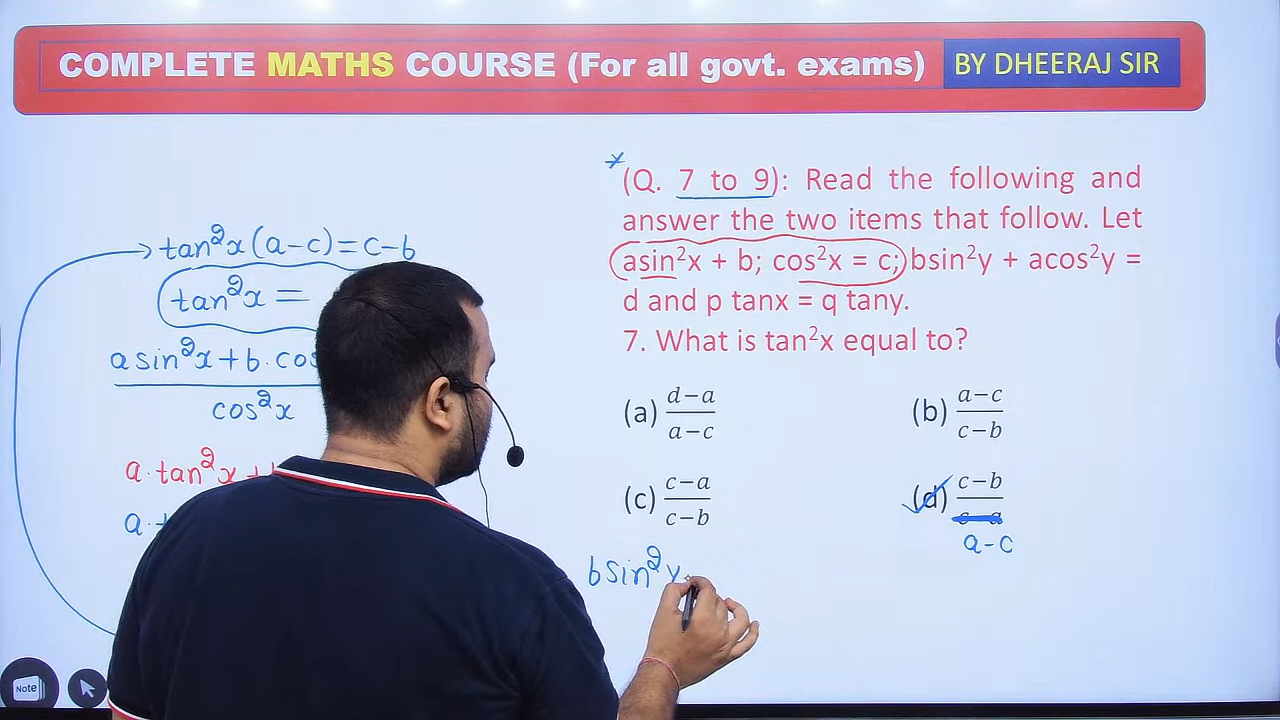 COMPLETE MATHS COURSE (For all govt. exams) BY DHEERAJ SIR
(Q. 7 to 9): Read the following and
answer the two items that follow. Let
asin²x + b; cos²x = c; bsin²y + acos²y =
d and p tanx = q tany.
7. What is tan²x equal to?
(a) d−a/a−c (b) a−c/c−b
(c) c−a/c−b (d) c−b/c−a
a-c
tan²x(a-c)=c-b
tan²x =
asin²x+b.cos
cos²x
a.tan²x+
a.
bsin²y
Note